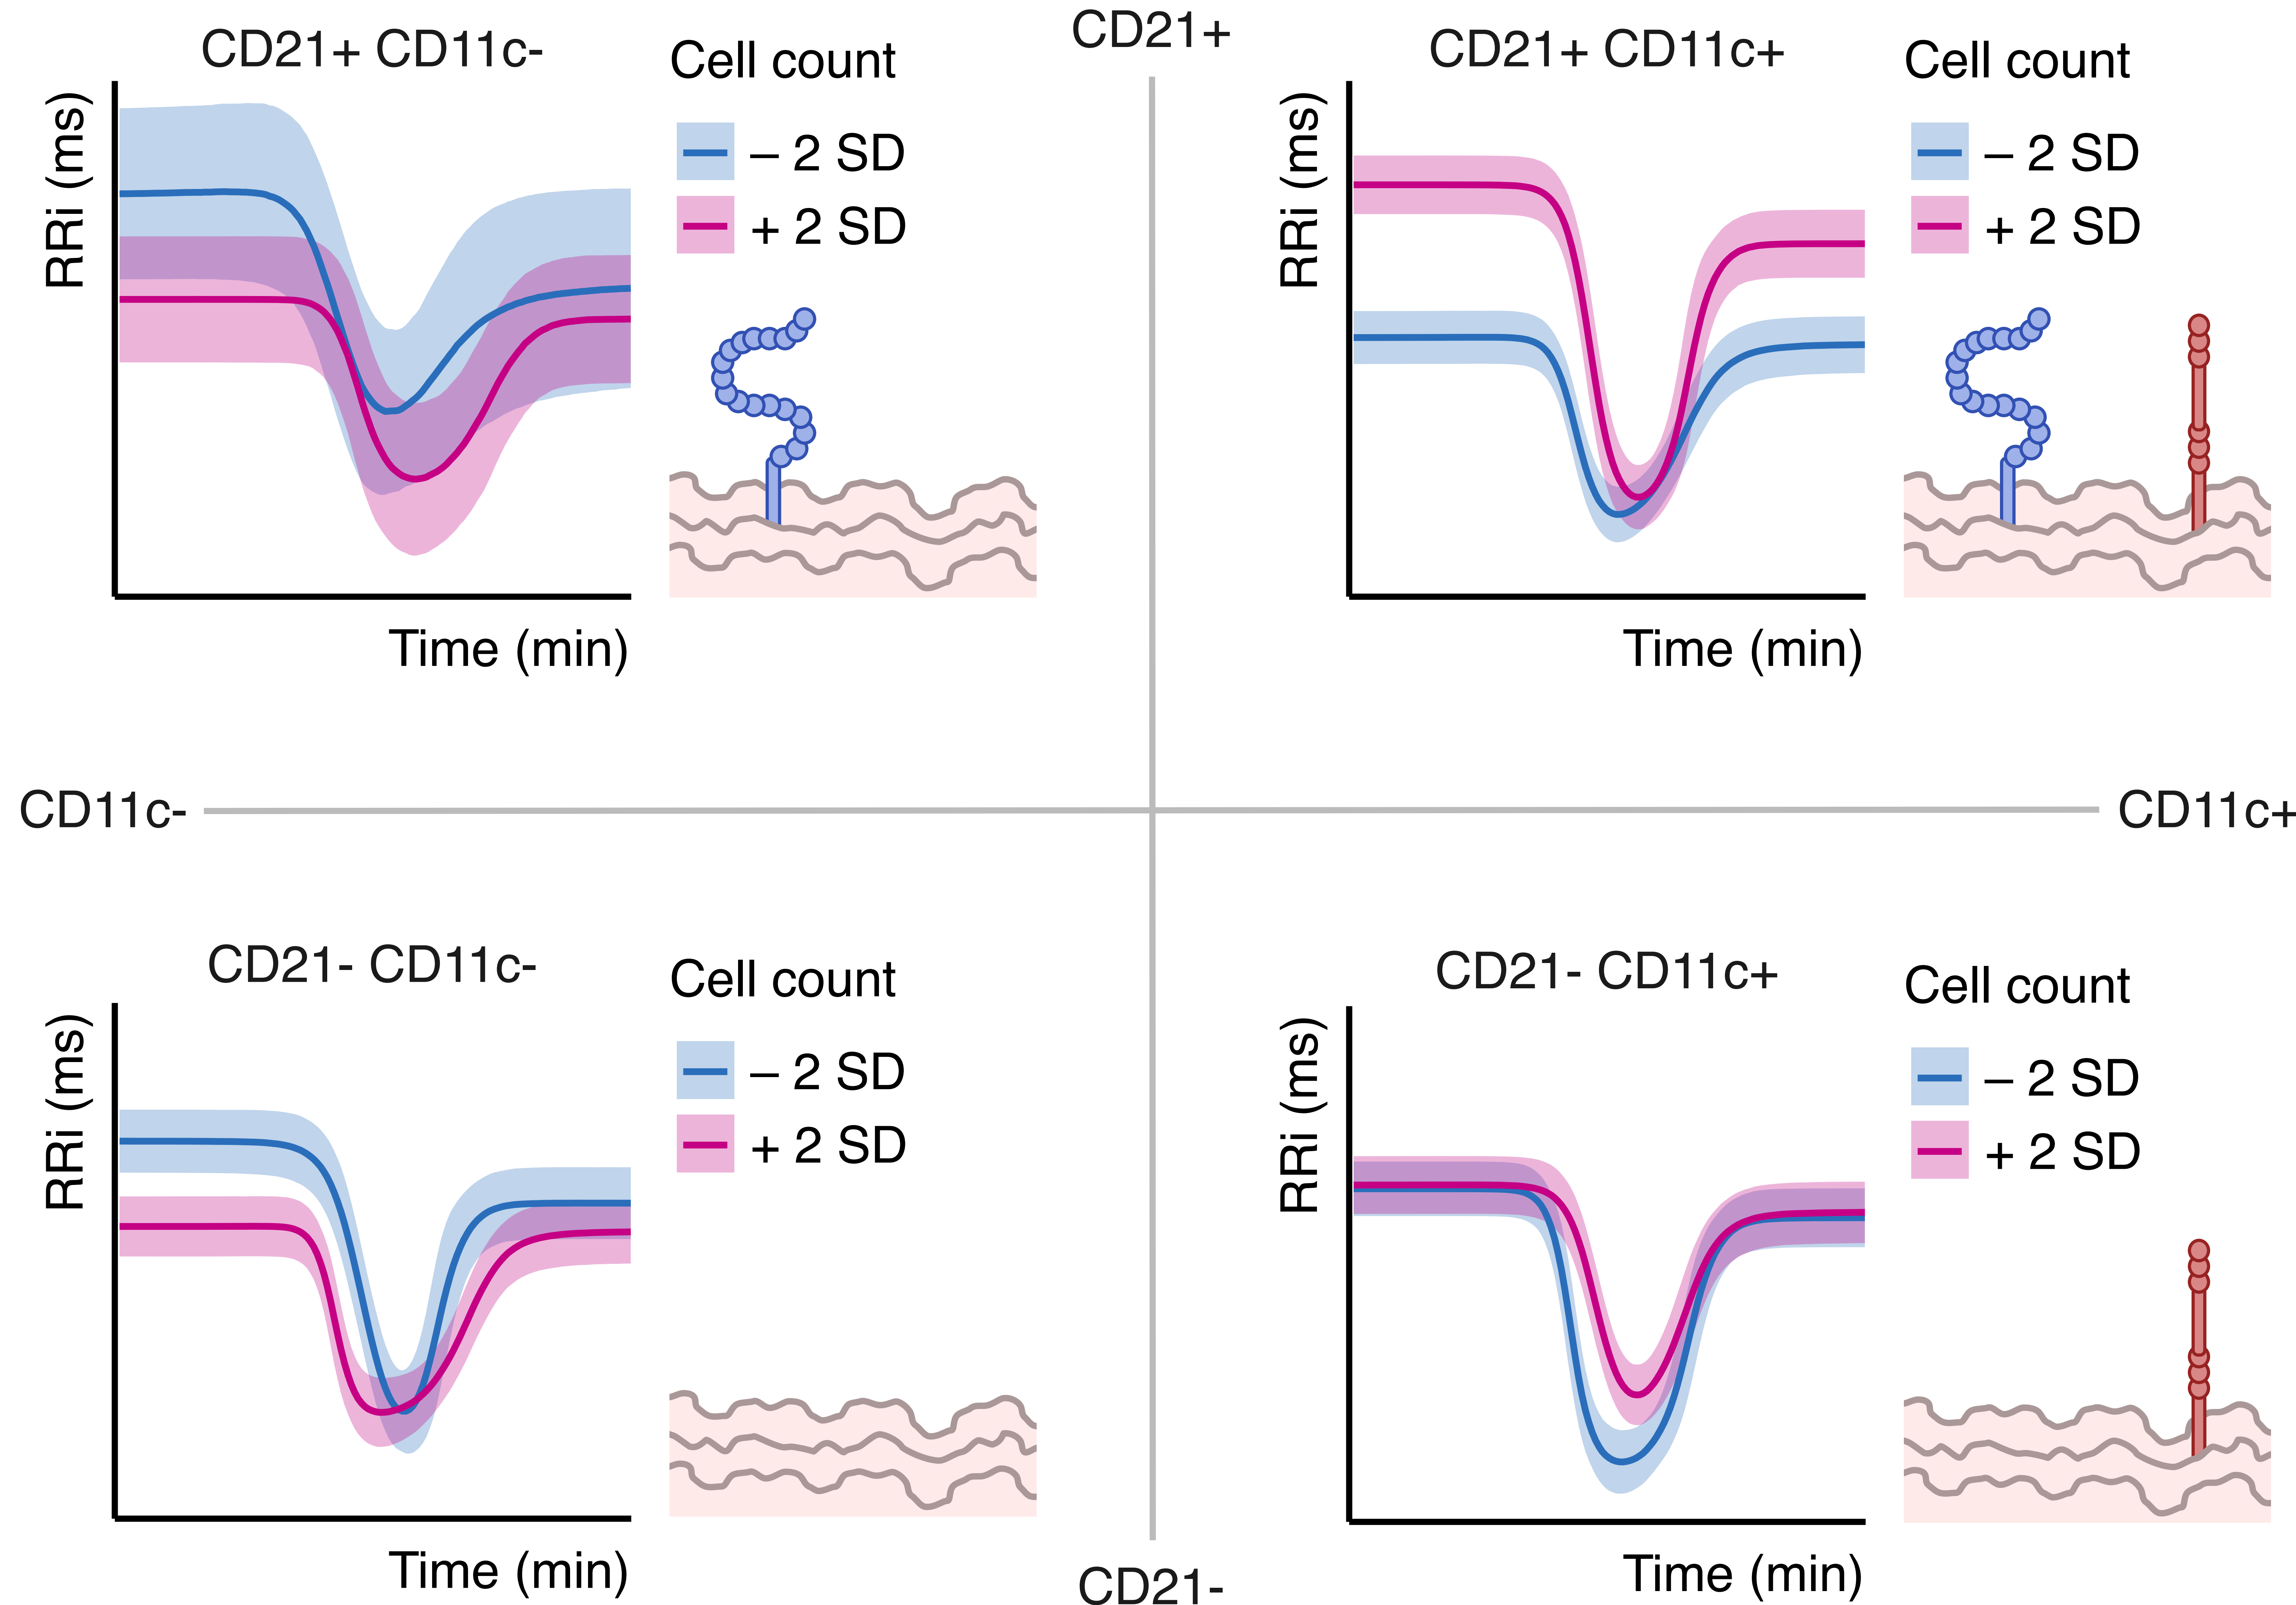 CD21+
CD21+ CD11c-
RRi (ms)
Time (min)
Cell count
– 2 SD
+ 2 SD
CD21+ CD11c+
RRi (ms)
Time (min)
Cell count
– 2 SD
+ 2 SD
CD11c-
CD11c+
CD21- CD11c-
RRi (ms)
Time (min)
Cell count
– 2 SD
+ 2 SD
CD21- CD11c+
RRi (ms)
Time (min)
Cell count
– 2 SD
+ 2 SD
CD21-